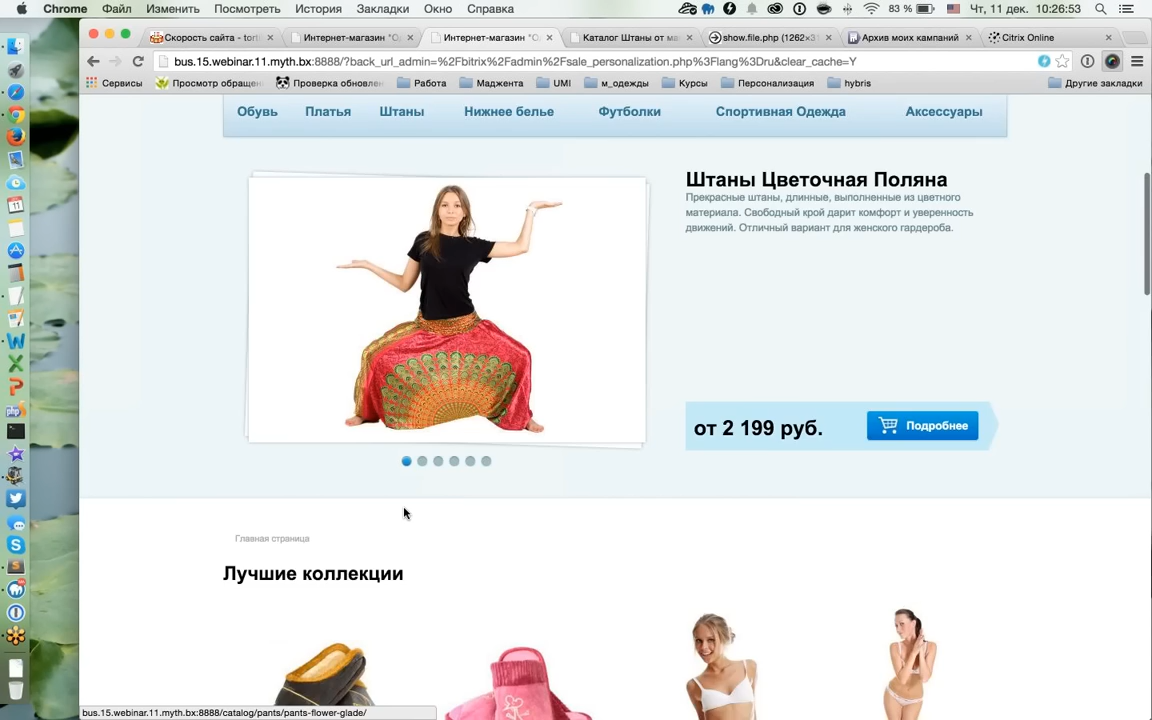 Chrome Файл Изменить Посмотреть История Закладки Окно Справка 83 % Чт, 11 дек. 10:26:53
Скорость сайта - tort × Интернет-магазин "О × Интернет-магазин "О × Каталог Штаны от ма × show.file.php (1262×3 × Архив моих кампаний × Citrix Online ×
bus.15.webinar.11.myth.bx:8888/?back_url_admin=%2Fbitrix%2Fadmin%2Fsale_personalization.php%3Flang%3Dru&clear_cache=Y
Сервисы Просмотр обращен Проверка обновлен Работа Маджента UMI м_одежды Курсы Персонализация hybris Другие закладки
Обувь Платья Штаны Нижнее белье Футболки Спортивная Одежда Аксессуары
Штаны Цветочная Поляна
Прекрасные штаны, длинные, выполненные из цветного
материала. Свободный крой дарит комфорт и уверенность
движений. Отличный вариант для женского гардероба.
от 2 199 руб. Подробнее
Главная страница
Лучшие коллекции
bus.15.webinar.11.myth.bx:8888/catalog/pants/pants-flower-glade/